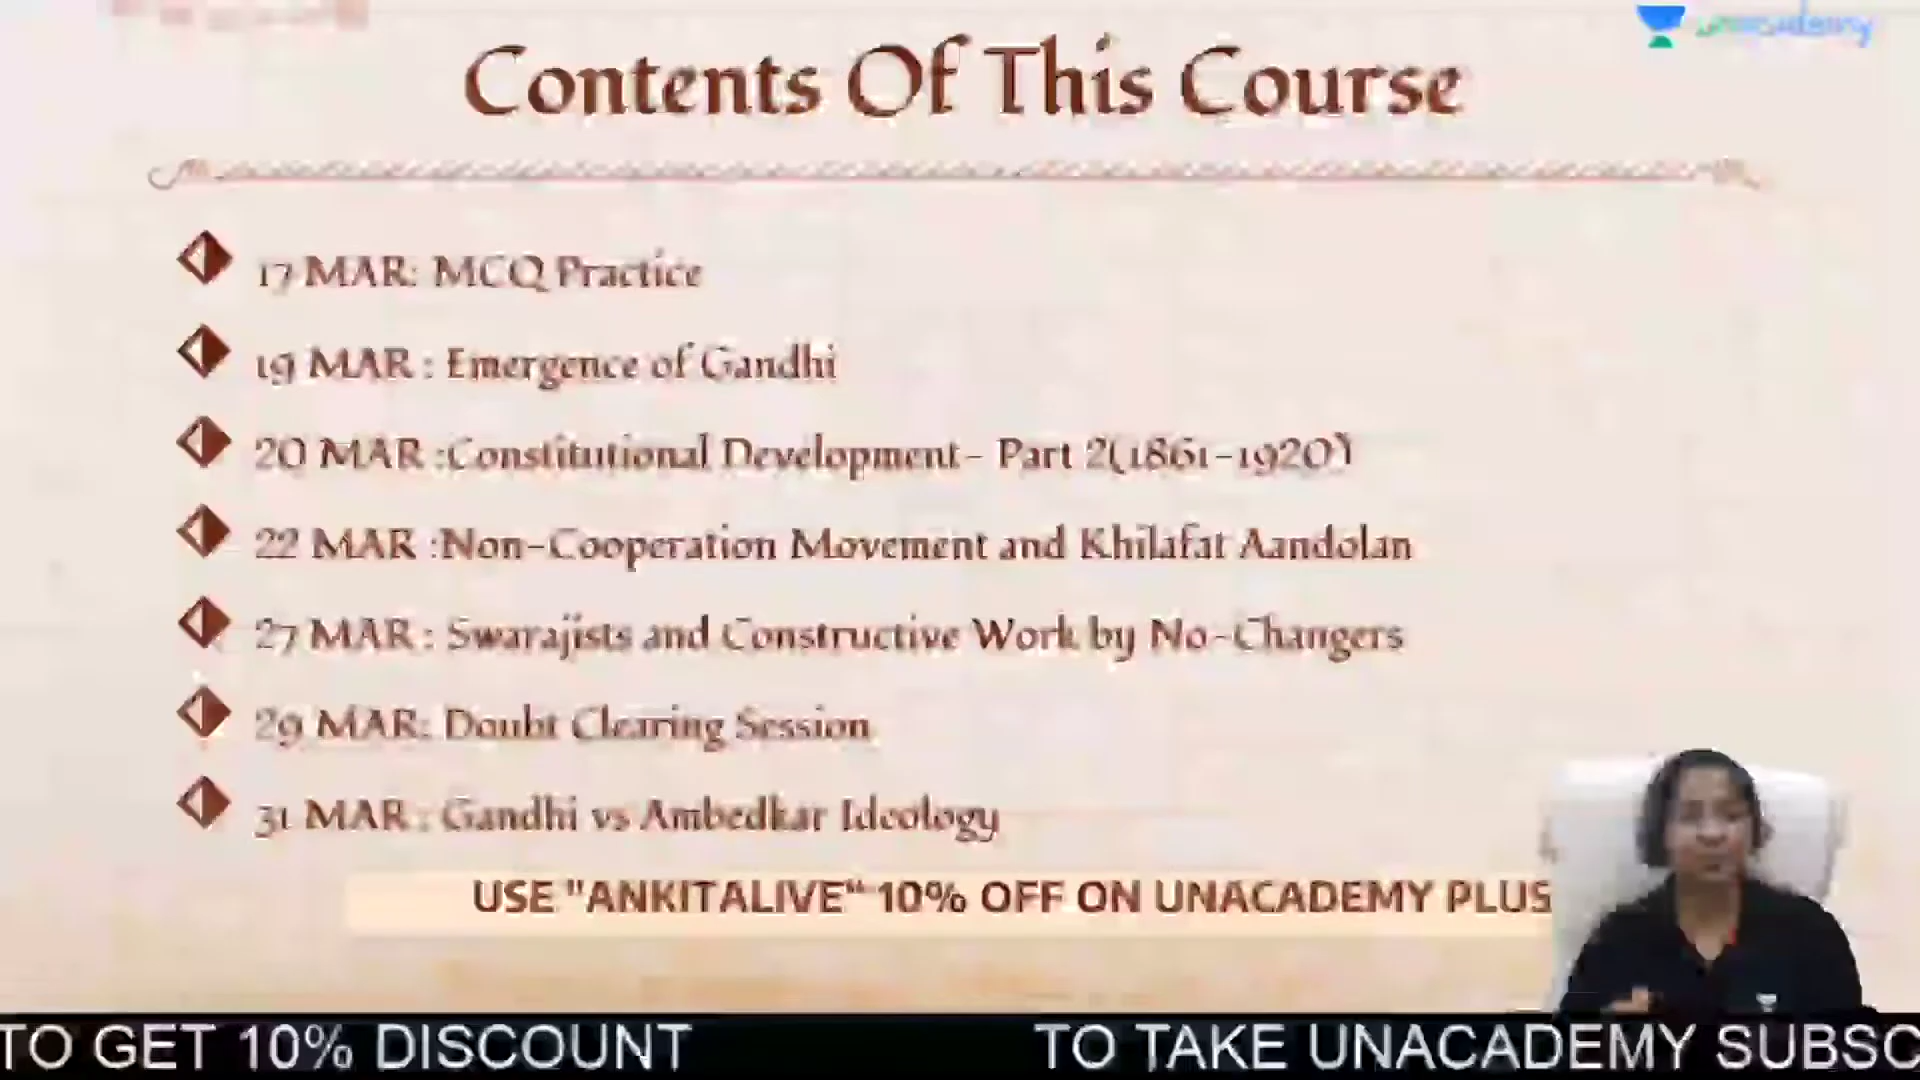 unacademy
Contents Of This Course
17 MAR: MCQ Practice
19 MAR : Emergence of Gandhi
20 MAR :Constitutional Development- Part 2(1861-1920)
22 MAR :Non-Cooperation Movement and Khilafat Aandolan
27 MAR : Swarajists and Constructive Work by No-Changers
29 MAR: Doubt Clearing Session
31 MAR : Gandhi vs Ambedkar Ideology
USE "ANKITALIVE" 10% OFF ON UNACADEMY PLUS
TO GET 10% DISCOUNT TO TAKE UNACADEMY SUBSC